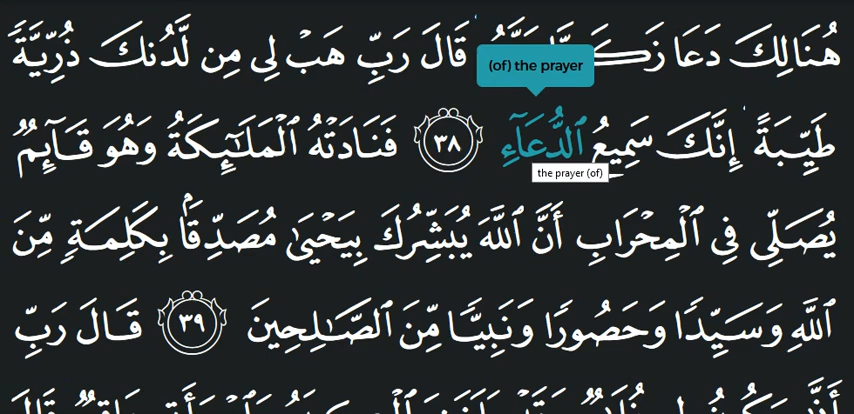 هُنَالِكَ دَعَا قَالَ رَبِّ هَبْ لِى مِن لَّدُنكَ ذُرِّيَّةً
(of) the prayer
طَيِّبَةً ۖ إِنَّكَ سَمِيعُ ٱلدُّعَآءِ ٣٨ فَنَادَتْهُ ٱلْمَلَـٰٓئِكَةُ وَهُوَ قَآئِمٌۭ
the prayer (of)
يُصَلِّى فِى ٱلْمِحْرَابِ أَنَّ ٱللَّهَ يُبَشِّرُكَ بِيَحْيَىٰ مُصَدِّقًۢا بِكَلِمَةٍۢ مِّنَ
ٱللَّهِ وَسَيِّدًۭا وَحَصُورًۭا وَنَبِيًّۭا مِّنَ ٱلصَّـٰلِحِينَ ٣٩ قَالَ رَبِّ